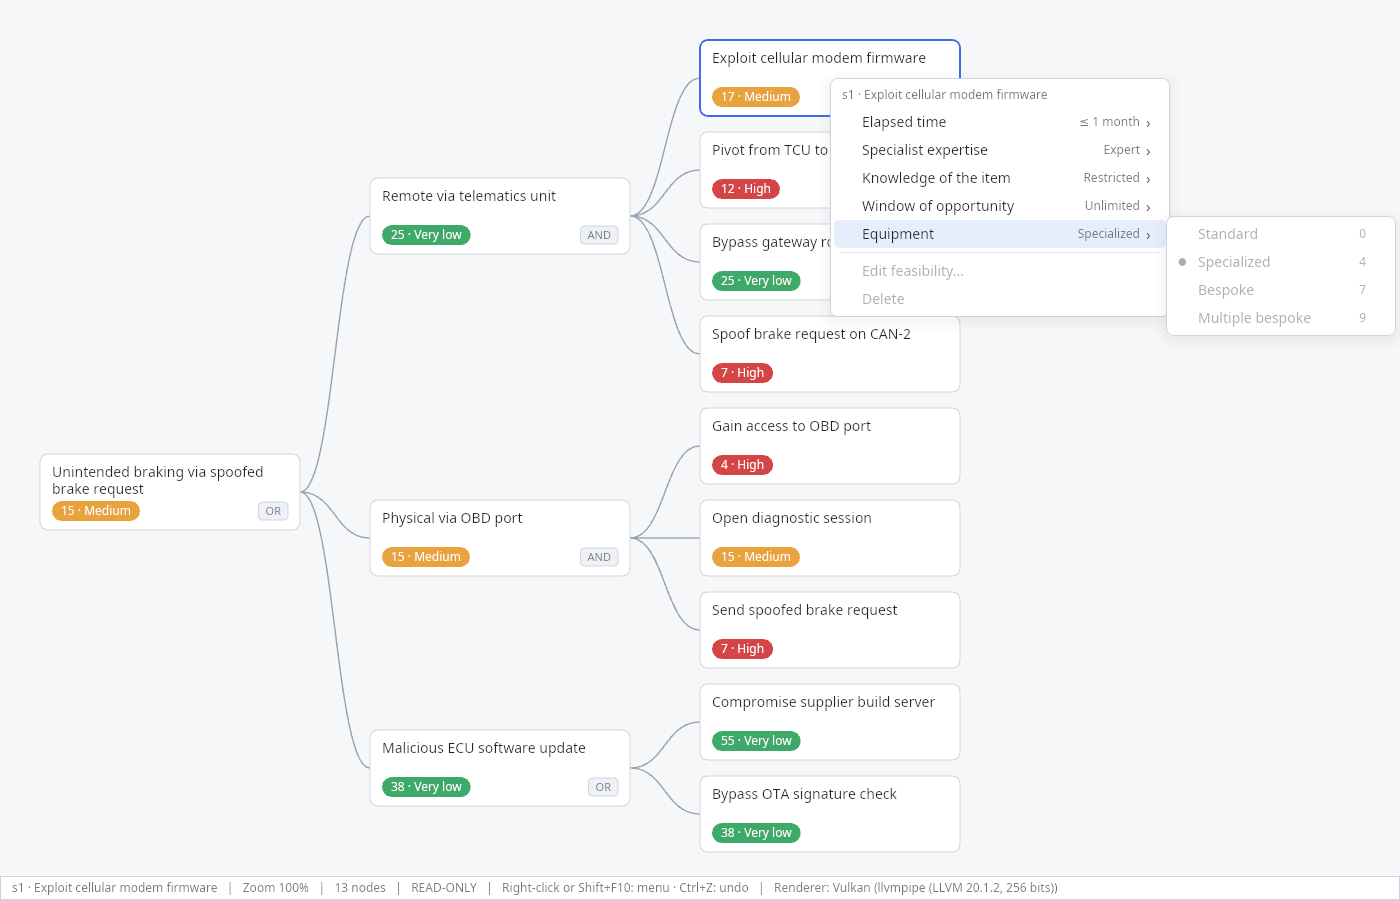 Exploit cellular modem firmware
17 · Medium
Pivot from TCU to
12 · High
Bypass gateway
25 · Very low
Spoof brake request on CAN-2
7 · High
Gain access to OBD port
4 · High
Open diagnostic session
15 · Medium
Send spoofed brake request
7 · High
Compromise supplier build server
55 · Very low
Bypass OTA signature check
38 · Very low
Remote via telematics unit
25 · Very low AND
Physical via OBD port
15 · Medium AND
Malicious ECU software update
38 · Very low OR
Unintended braking via spoofed
brake request
15 · Medium OR
s1 · Exploit cellular modem firmware
Elapsed time ≤ 1 month ›
Specialist expertise Expert ›
Knowledge of the item Restricted ›
Window of opportunity Unlimited ›
Equipment Specialized ›
Edit feasibility...
Delete
Standard 0
Specialized 4
Bespoke 7
Multiple bespoke 9
s1 · Exploit cellular modem firmware | Zoom 100% | 13 nodes | READ-ONLY | Right-click or Shift+F10: menu · Ctrl+Z: undo | Renderer: Vulkan (llvmpipe (LLVM 20.1.2, 256 bits))